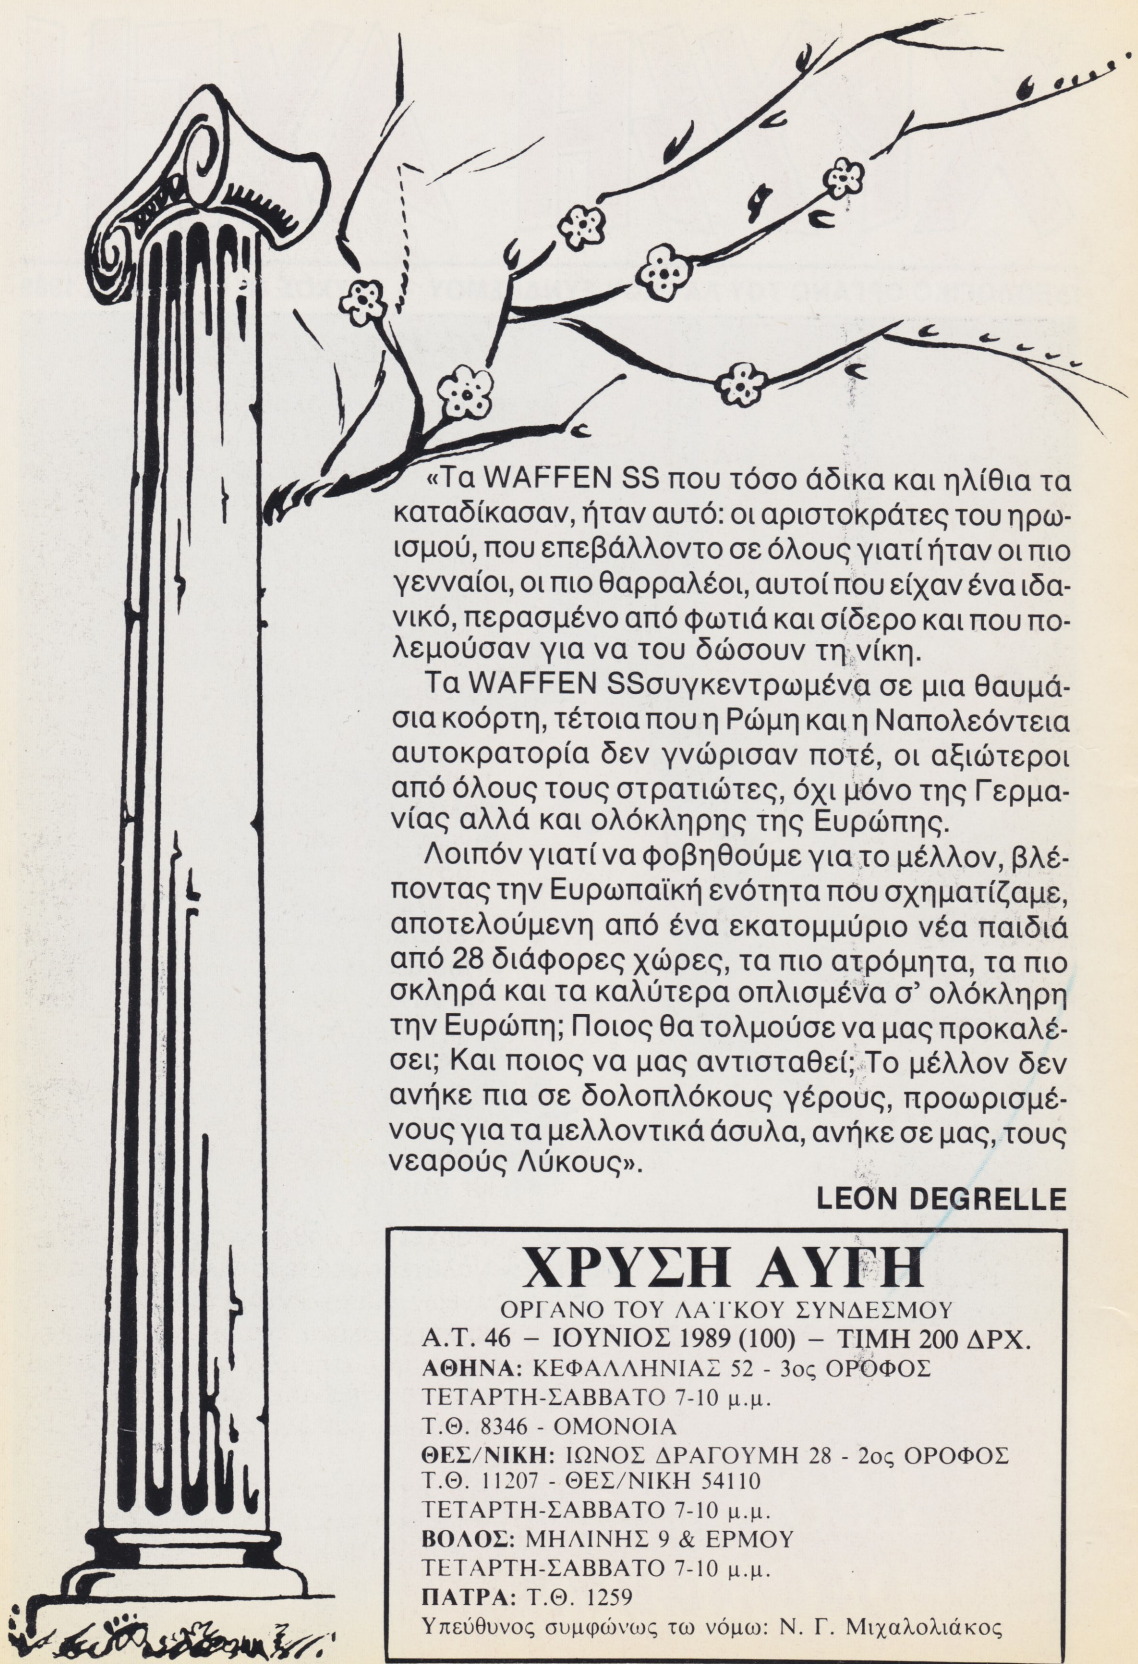 «Τα WAFFEN SS που τόσο άδικα και ηλίθια τα
καταδίκασαν, ήταν αυτό: οι αριστοκράτες του ηρω-
ισμού, που επεβάλλοντο σε όλους γιατί ήταν οι πιο
γενναίοι, οι πιο θαρραλέοι, αυτοί που είχαν ένα ιδα-
νικό, περασμένο από φωτιά και σίδερο και που πο-
λεμούσαν για να του δώσουν τη νίκη.
Τα WAFFEN SSσυγκεντρωμένα σε μια θαυμά-
σια κοόρτη, τέτοια που η Ρώμη και η Ναπολεόντεια
αυτοκρατορία δεν γνώρισαν ποτέ, οι αξιώτεροι
από όλους τους στρατιώτες, όχι μόνο της Γερμα-
νίας αλλά και ολόκληρης της Ευρώπης.
Λοιπόν γιατί να φοβηθούμε για το μέλλον, βλέ-
ποντας την Ευρωπαϊκή ενότητα που σχηματίζαμε,
αποτελούμενη από ένα εκατομμύριο νέα παιδιά
από 28 διάφορες χώρες, τα πιο ατρόμητα, τα πιο
σκληρά και τα καλύτερα οπλισμένα σ' ολόκληρη
την Ευρώπη; Ποιος θα τολμούσε να μας προκαλέ-
σει; Και ποιος να μας αντισταθεί; Το μέλλον δεν
ανήκε πια σε δολοπλόκους γέρους, προωρισμέ-
νους για τα μελλοντικά άσυλα, ανήκε σε μας, τους
νεαρούς Λύκους».
LEON DEGRELLE
ΧΡΥΣΗ ΑΥΓΗ
ΟΡΓΑΝΟ ΤΟΥ ΛΑΪΚΟΥ ΣΥΝΔΕΣΜΟΥ
Α.Τ. 46 – ΙΟΥΝΙΟΣ 1989 (100) – ΤΙΜΗ 200 ΔΡΧ.
ΑΘΗΝΑ: ΚΕΦΑΛΛΗΝΙΑΣ 52 - 3ος ΟΡΟΦΟΣ
ΤΕΤΑΡΤΗ-ΣΑΒΒΑΤΟ 7-10 μ.μ.
Τ.Θ. 8346 - ΟΜΟΝΟΙΑ
ΘΕΣ/ΝΙΚΗ: ΙΩΝΟΣ ΔΡΑΓΟΥΜΗ 28 - 2ος ΟΡΟΦΟΣ
Τ.Θ. 11207 - ΘΕΣ/ΝΙΚΗ 54110
ΤΕΤΑΡΤΗ-ΣΑΒΒΑΤΟ 7-10 μ.μ.
ΒΟΛΟΣ: ΜΗΛΙΝΗΣ 9 & ΕΡΜΟΥ
ΤΕΤΑΡΤΗ-ΣΑΒΒΑΤΟ 7-10 μ.μ.
ΠΑΤΡΑ: Τ.Θ. 1259
Υπεύθυνος συμφώνως τω νόμω: Ν. Γ. Μιχαλολιάκος